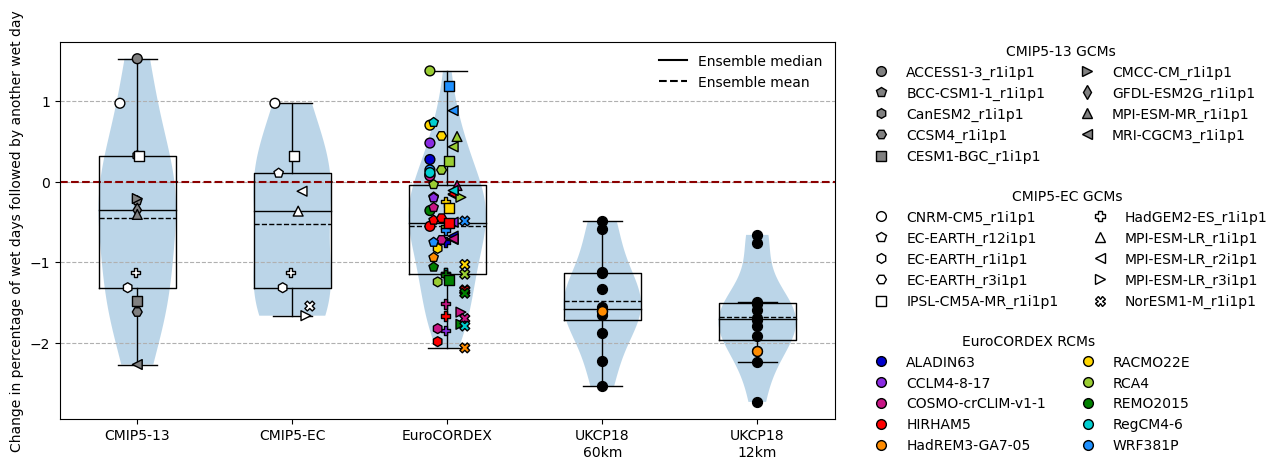 Change in percentage of wet days followed by another wet day
1
0
−1
−2
Ensemble median
Ensemble mean
CMIP5-13
CMIP5-EC
EuroCORDEX
UKCP18
60km
UKCP18
12km
CMIP5-13 GCMs
ACCESS1-3_r1i1p1
BCC-CSM1-1_r1i1p1
CanESM2_r1i1p1
CCSM4_r1i1p1
CESM1-BGC_r1i1p1
CMCC-CM_r1i1p1
GFDL-ESM2G_r1i1p1
MPI-ESM-MR_r1i1p1
MRI-CGCM3_r1i1p1
CMIP5-EC GCMs
CNRM-CM5_r1i1p1
EC-EARTH_r12i1p1
EC-EARTH_r1i1p1
EC-EARTH_r3i1p1
IPSL-CM5A-MR_r1i1p1
HadGEM2-ES_r1i1p1
MPI-ESM-LR_r1i1p1
MPI-ESM-LR_r2i1p1
MPI-ESM-LR_r3i1p1
NorESM1-M_r1i1p1
EuroCORDEX RCMs
ALADIN63
CCLM4-8-17
COSMO-crCLIM-v1-1
HIRHAM5
HadREM3-GA7-05
RACMO22E
RCA4
REMO2015
RegCM4-6
WRF381P